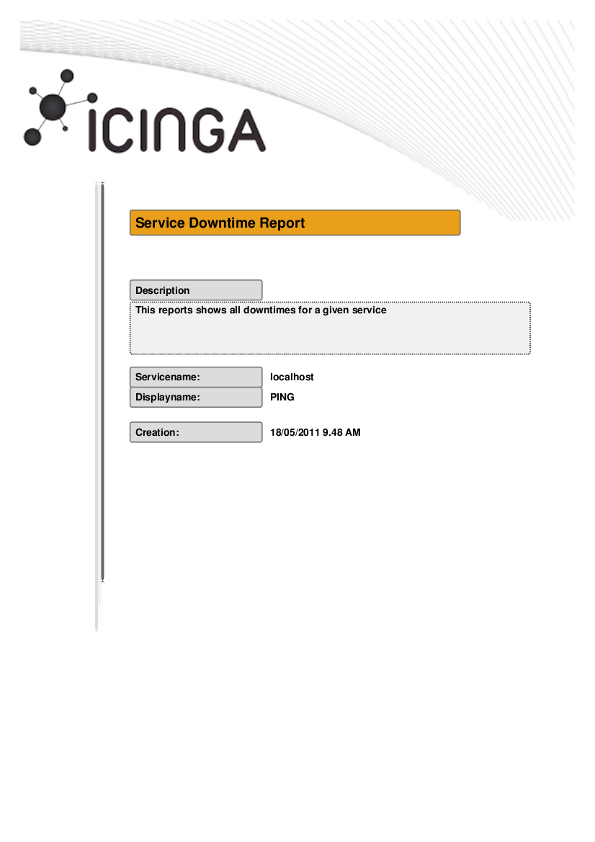 ICINGA
Service Downtime Report
Description
This reports shows all downtimes for a given service
Servicename: localhost
Displayname: PING
Creation: 18/05/2011 9.48 AM